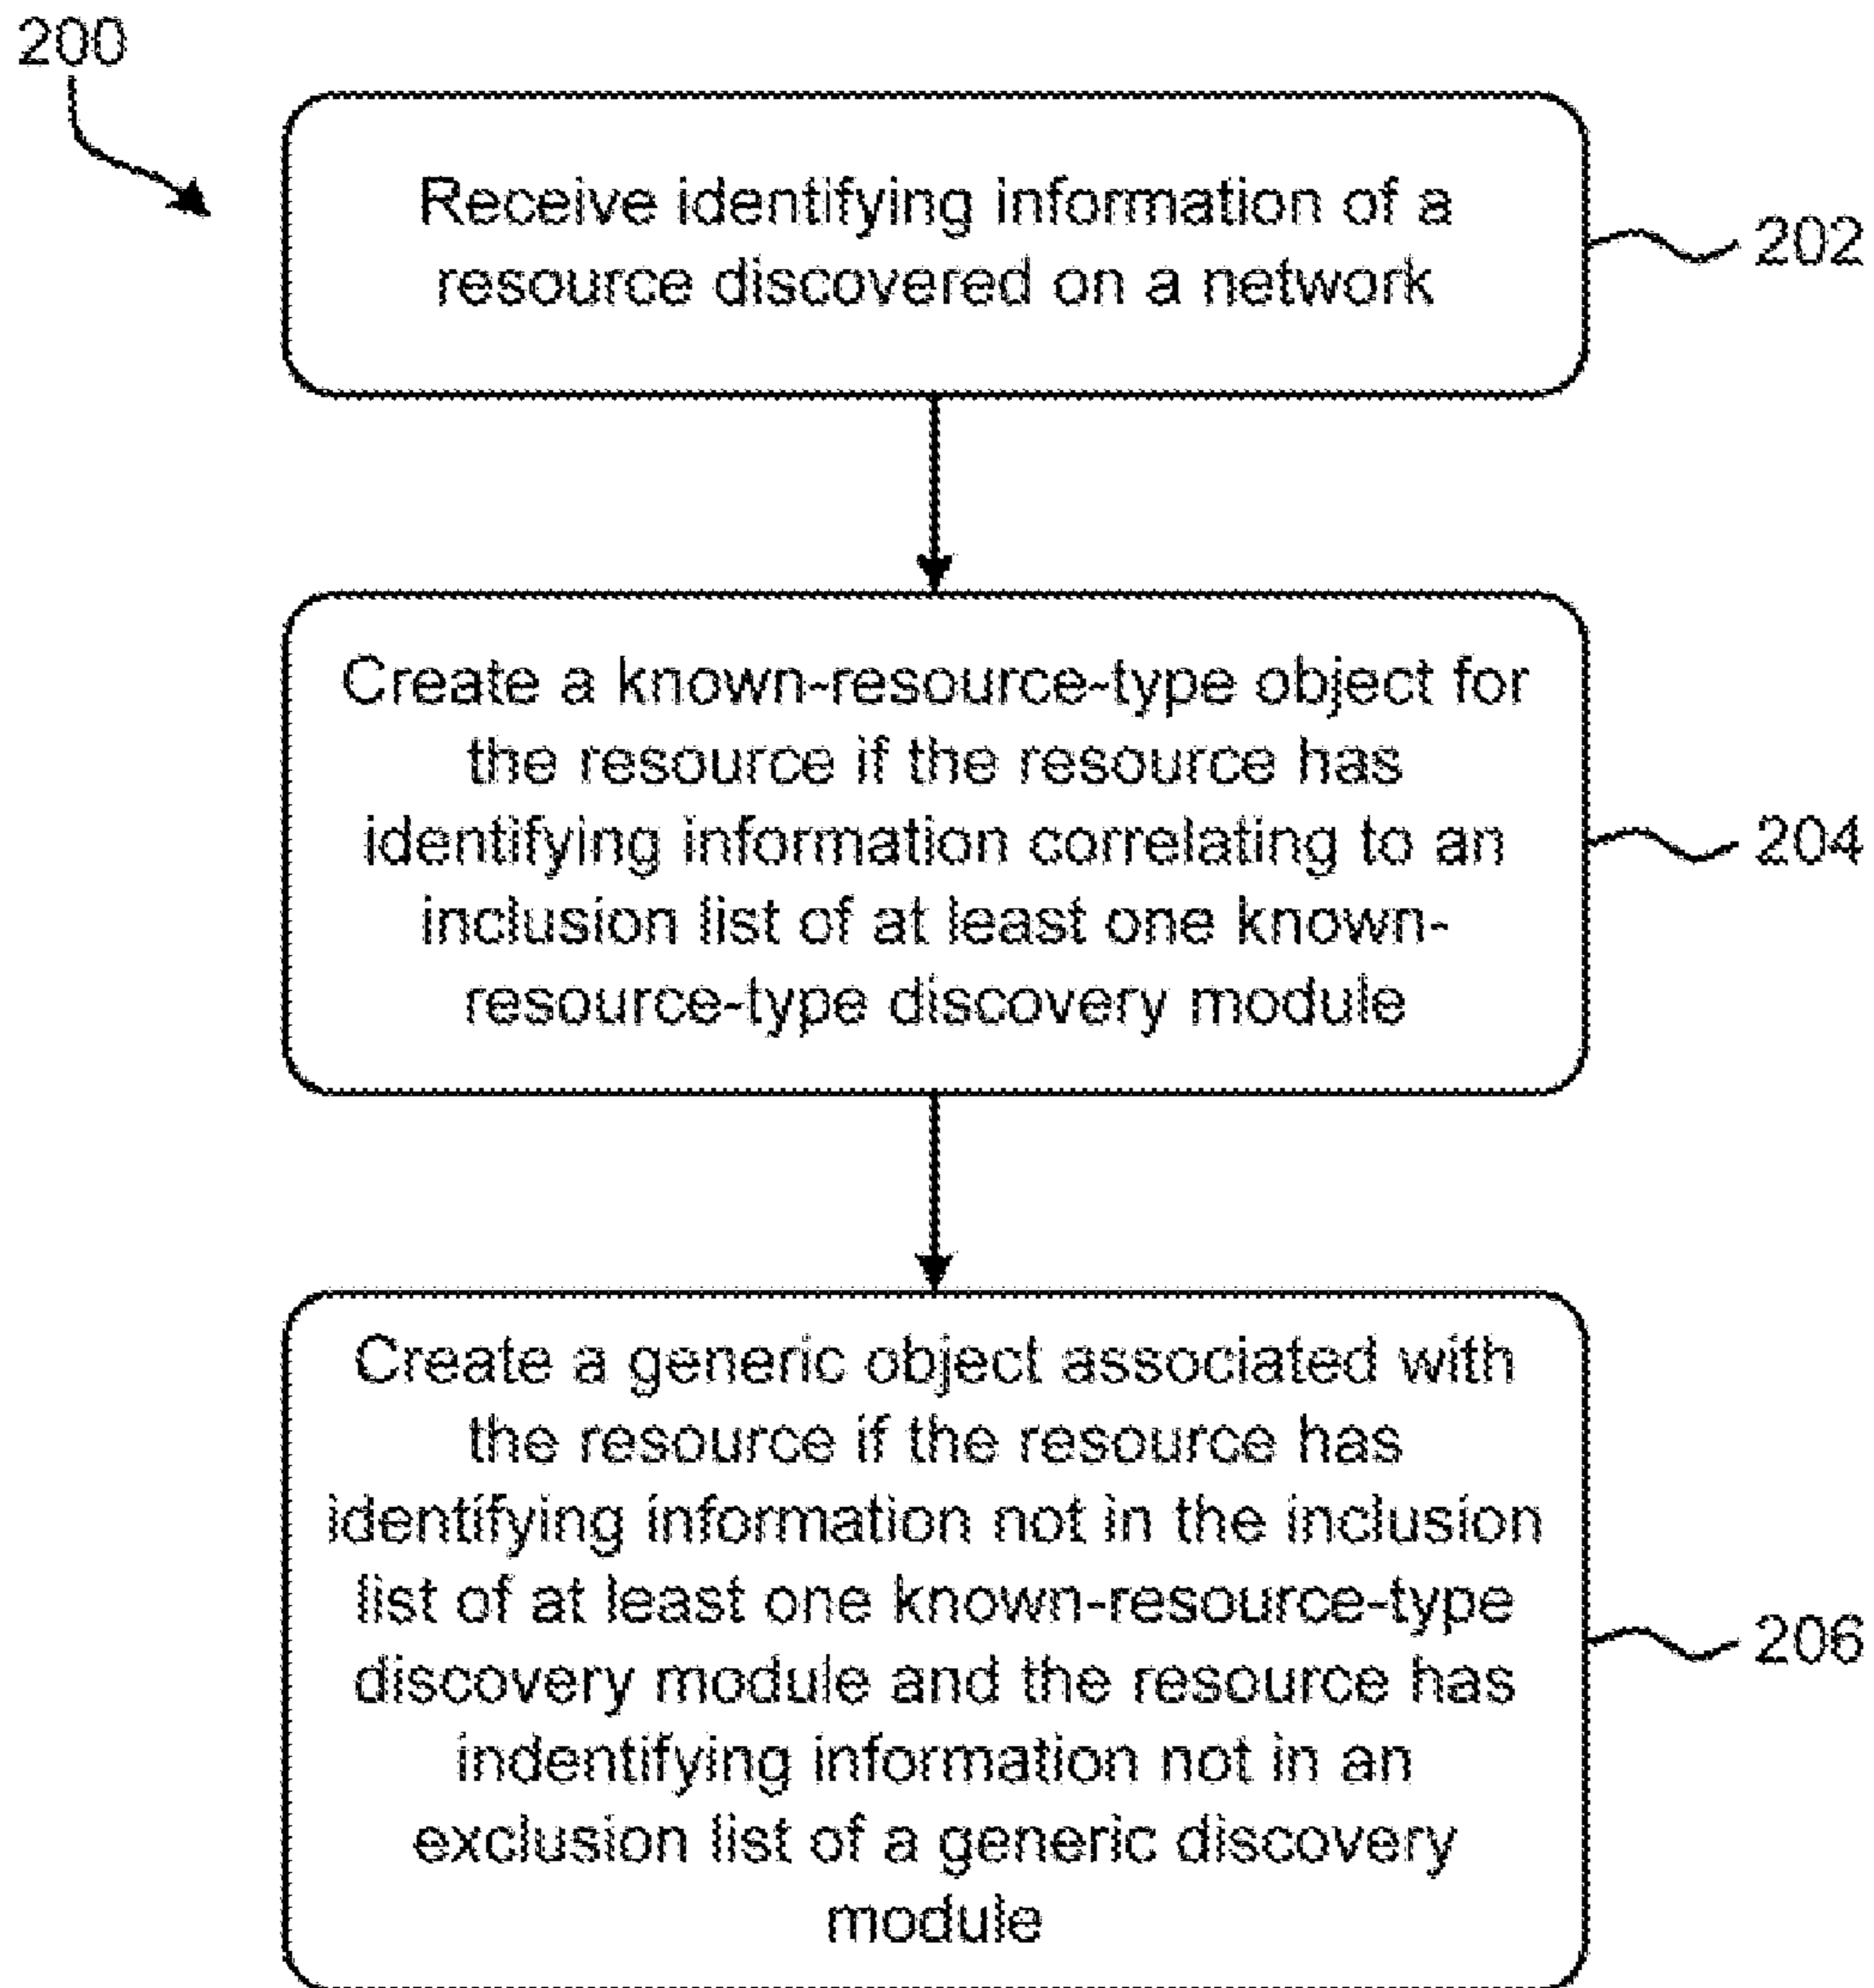 200
Receive identifying information of a
resource discovered on a network
202
Create a known-resource-type object for
the resource if the resource has
identifying information correlating to an
inclusion list of at least one known-
resource-type discovery module
204
Create a generic object associated with
the resource if the resource has
identifying information not in the inclusion
list of at least one known-resource-type
discovery module and the resource has
indentifying information not in an
exclusion list of a generic discovery
module
206